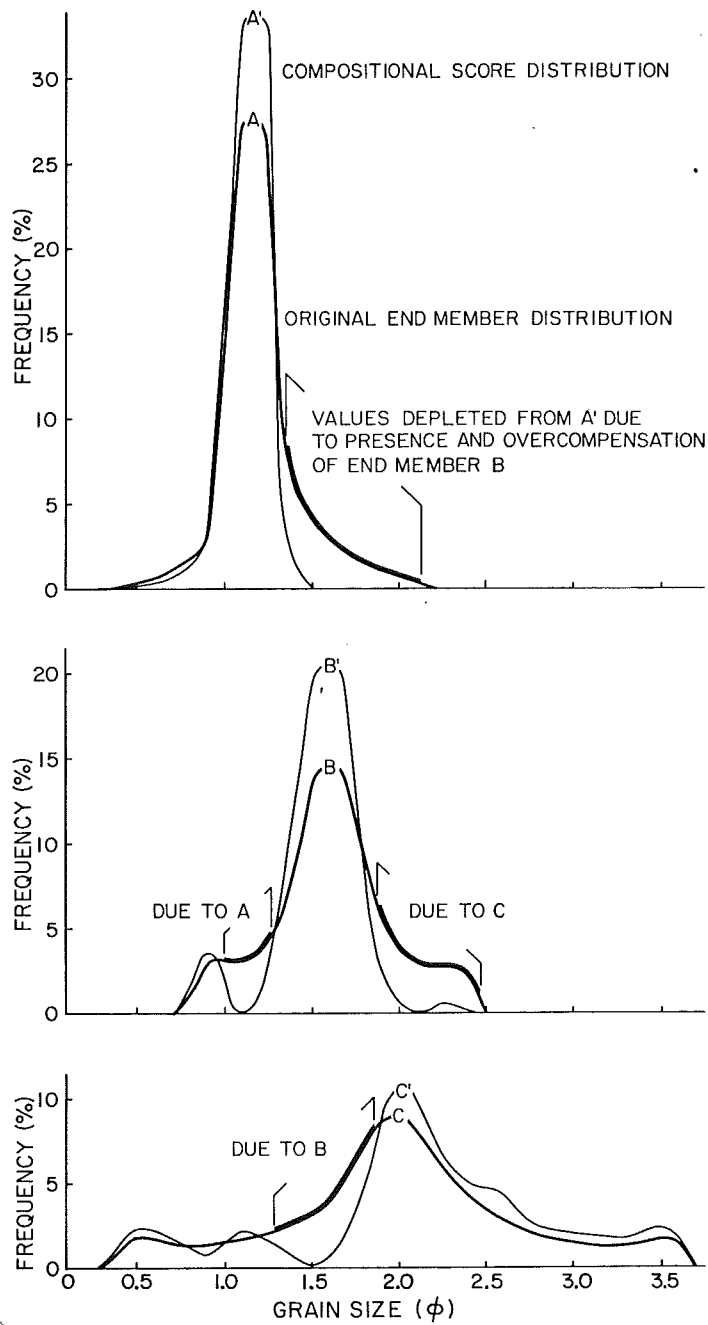 A'
30
COMPOSITIONAL SCORE DISTRIBUTION
A
25
20
FREQUENCY (%)
ORIGINAL END MEMBER DISTRIBUTION
15
10
VALUES DEPLETED FROM A' DUE
TO PRESENCE AND OVERCOMPENSATION
OF END MEMBER B
5
0
20
B'
15
B
FREQUENCY (%)
10
DUE TO A
DUE TO C
5
0
10
C'
C
FREQUENCY (%)
DUE TO B
5
0
0 0.5 1.0 1.5 2.0 2.5 3.0 3.5
GRAIN SIZE (ϕ)